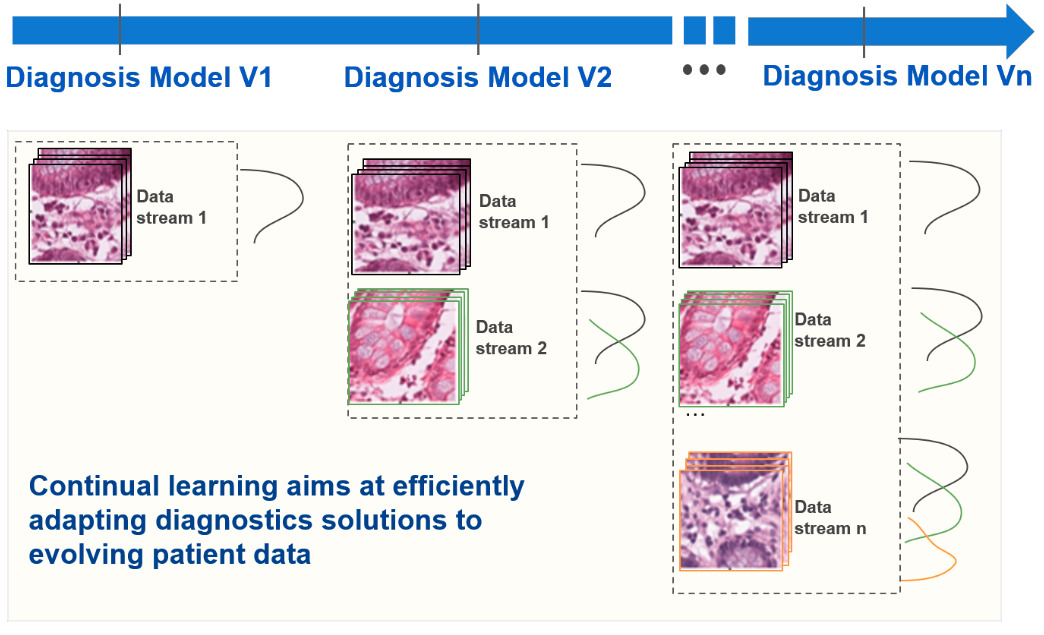 Diagnosis Model V1
Diagnosis Model V2
...
Diagnosis Model Vn
Data
stream 1
Data
stream 1
Data
stream 2
Data
stream 1
Data
stream 2
...
Data
stream n
Continual learning aims at efficiently
adapting diagnostics solutions to
evolving patient data